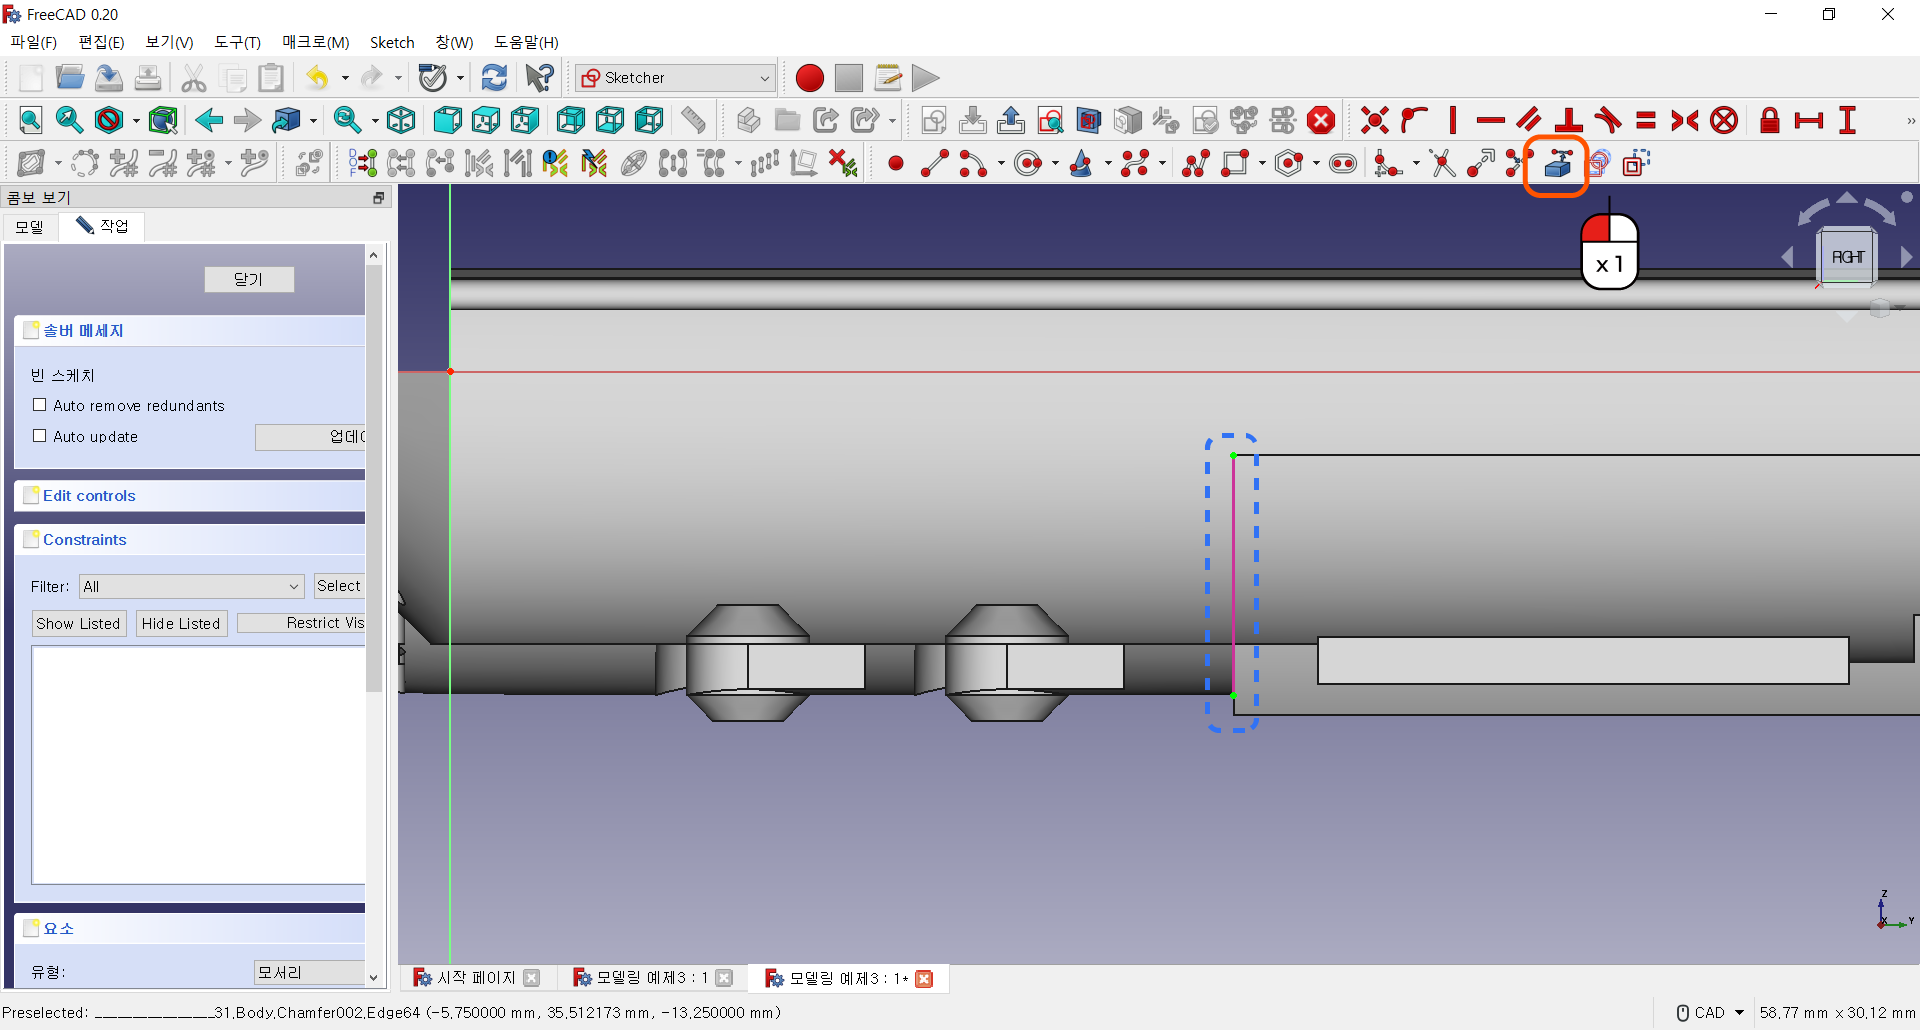 FreeCAD 0.20
파일(F) 편집(E) 보기(V) 도구(T) 매크로(M) Sketch 창(W) 도움말(H)
Sketcher
콤보 보기
모델 작업
닫기
솔버 메세지
빈 스케치
Auto remove redundants
Auto update
Edit controls
Constraints
Filter: All Select
Show Listed Hide Listed Restrict Vis
요소
유형: 모서리
x 1
RIGHT
Z
X Y
시작 페이지 모델링 예제3 : 1 모델링 예제3 : 1*
Preselected: ________________31.Body.Chamfer002.Edge64 (-5.750000 mm, 35.512173 mm, -13.250000 mm)
CAD 58.77 mm x 30.12 mm